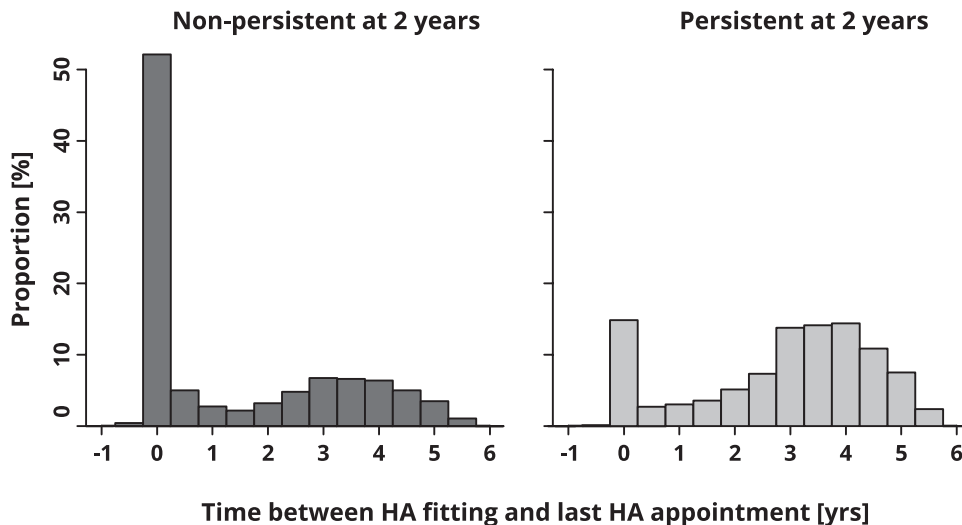 Non-persistent at 2 years
Persistent at 2 years
Proportion [%]
50
40
30
20
10
0
-1 0 1 2 3 4 5 6
-1 0 1 2 3 4 5 6
Time between HA fitting and last HA appointment [yrs]